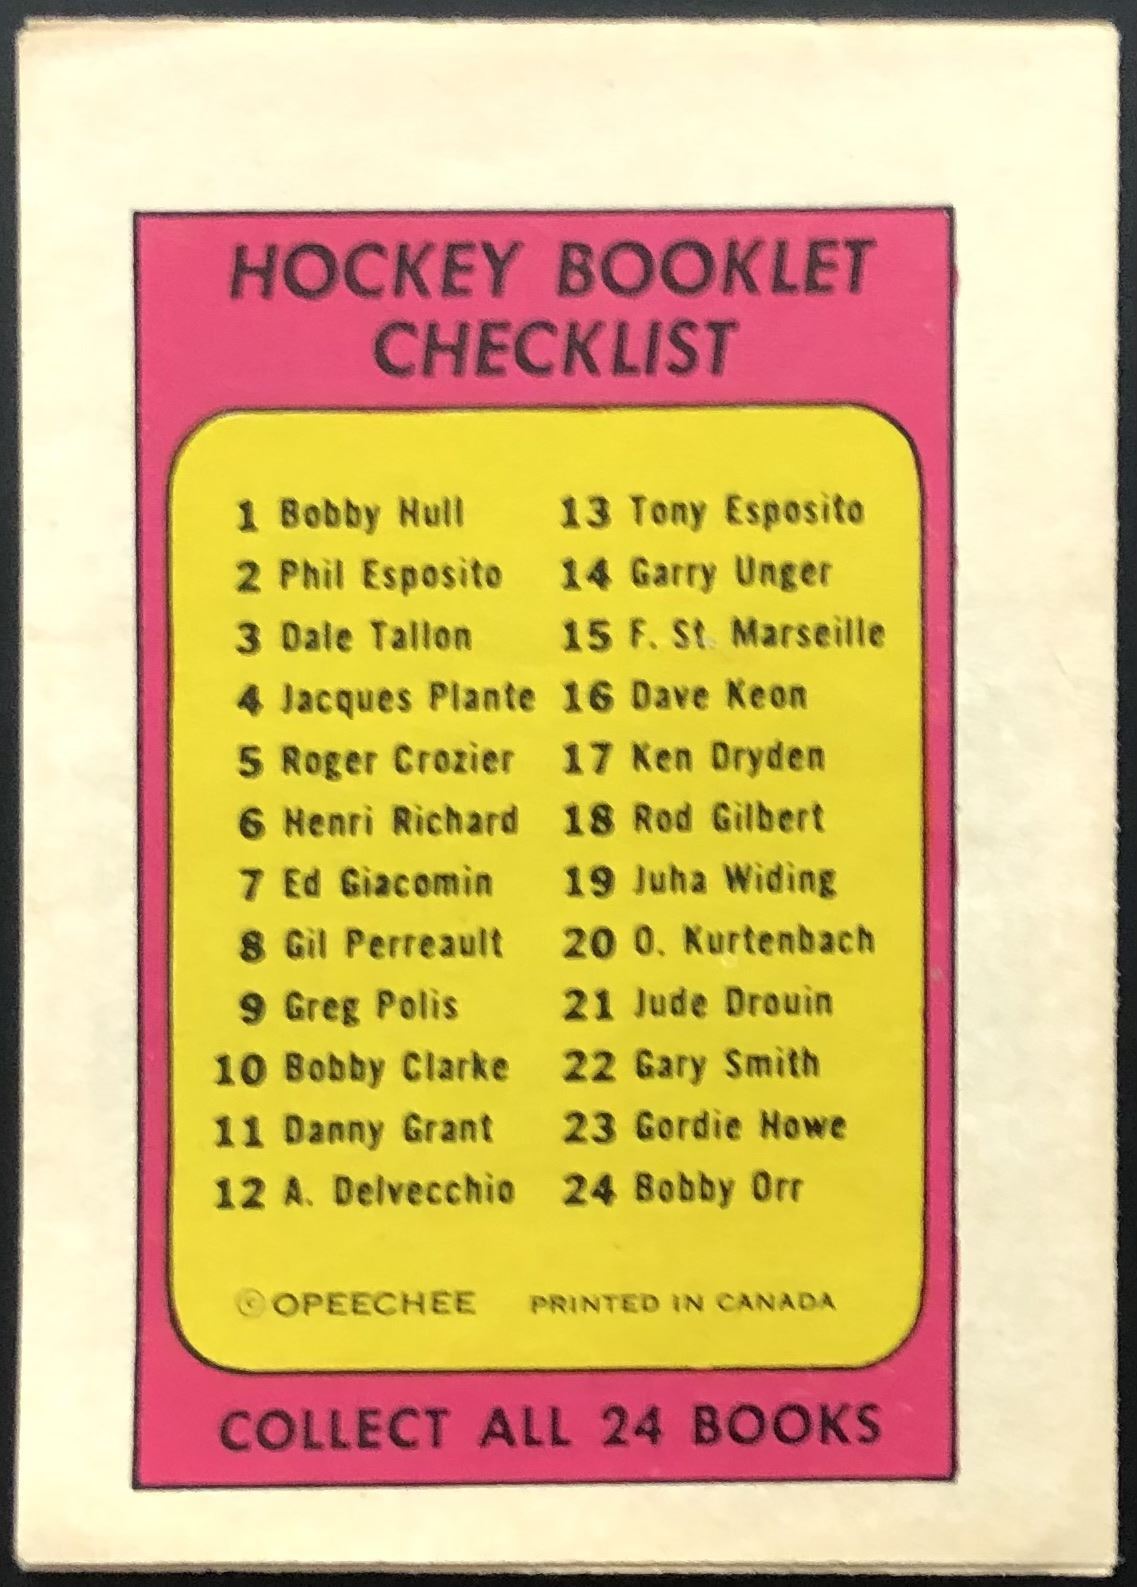 HOCKEY BOOKLET
CHECKLIST
1 Bobby Hull
2 Phil Esposito
3 Dale Tallon
4 Jacques Plante
5 Roger Crozier
6 Henri Richard
7 Ed Giacomin
8 Gil Perreault
9 Greg Polis
10 Bobby Clarke
11 Danny Grant
12 A. Delvecchio
13 Tony Esposito
14 Garry Unger
15 F. St. Marseille
16 Dave Keon
17 Ken Dryden
18 Rod Gilbert
19 Juha Widing
20 O. Kurtenbach
21 Jude Drouin
22 Gary Smith
23 Gordie Howe
24 Bobby Orr
© OPEECHEE PRINTED IN CANADA
COLLECT ALL 24 BOOKS